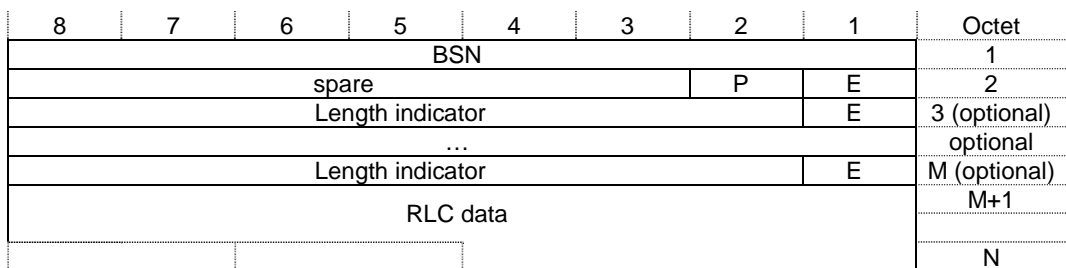 8 7 6 5 4 3 2 1 Octet
BSN 1
spare P E 2
Length indicator E 3 (optional)
… optional
Length indicator E M (optional)
RLC data M+1
N